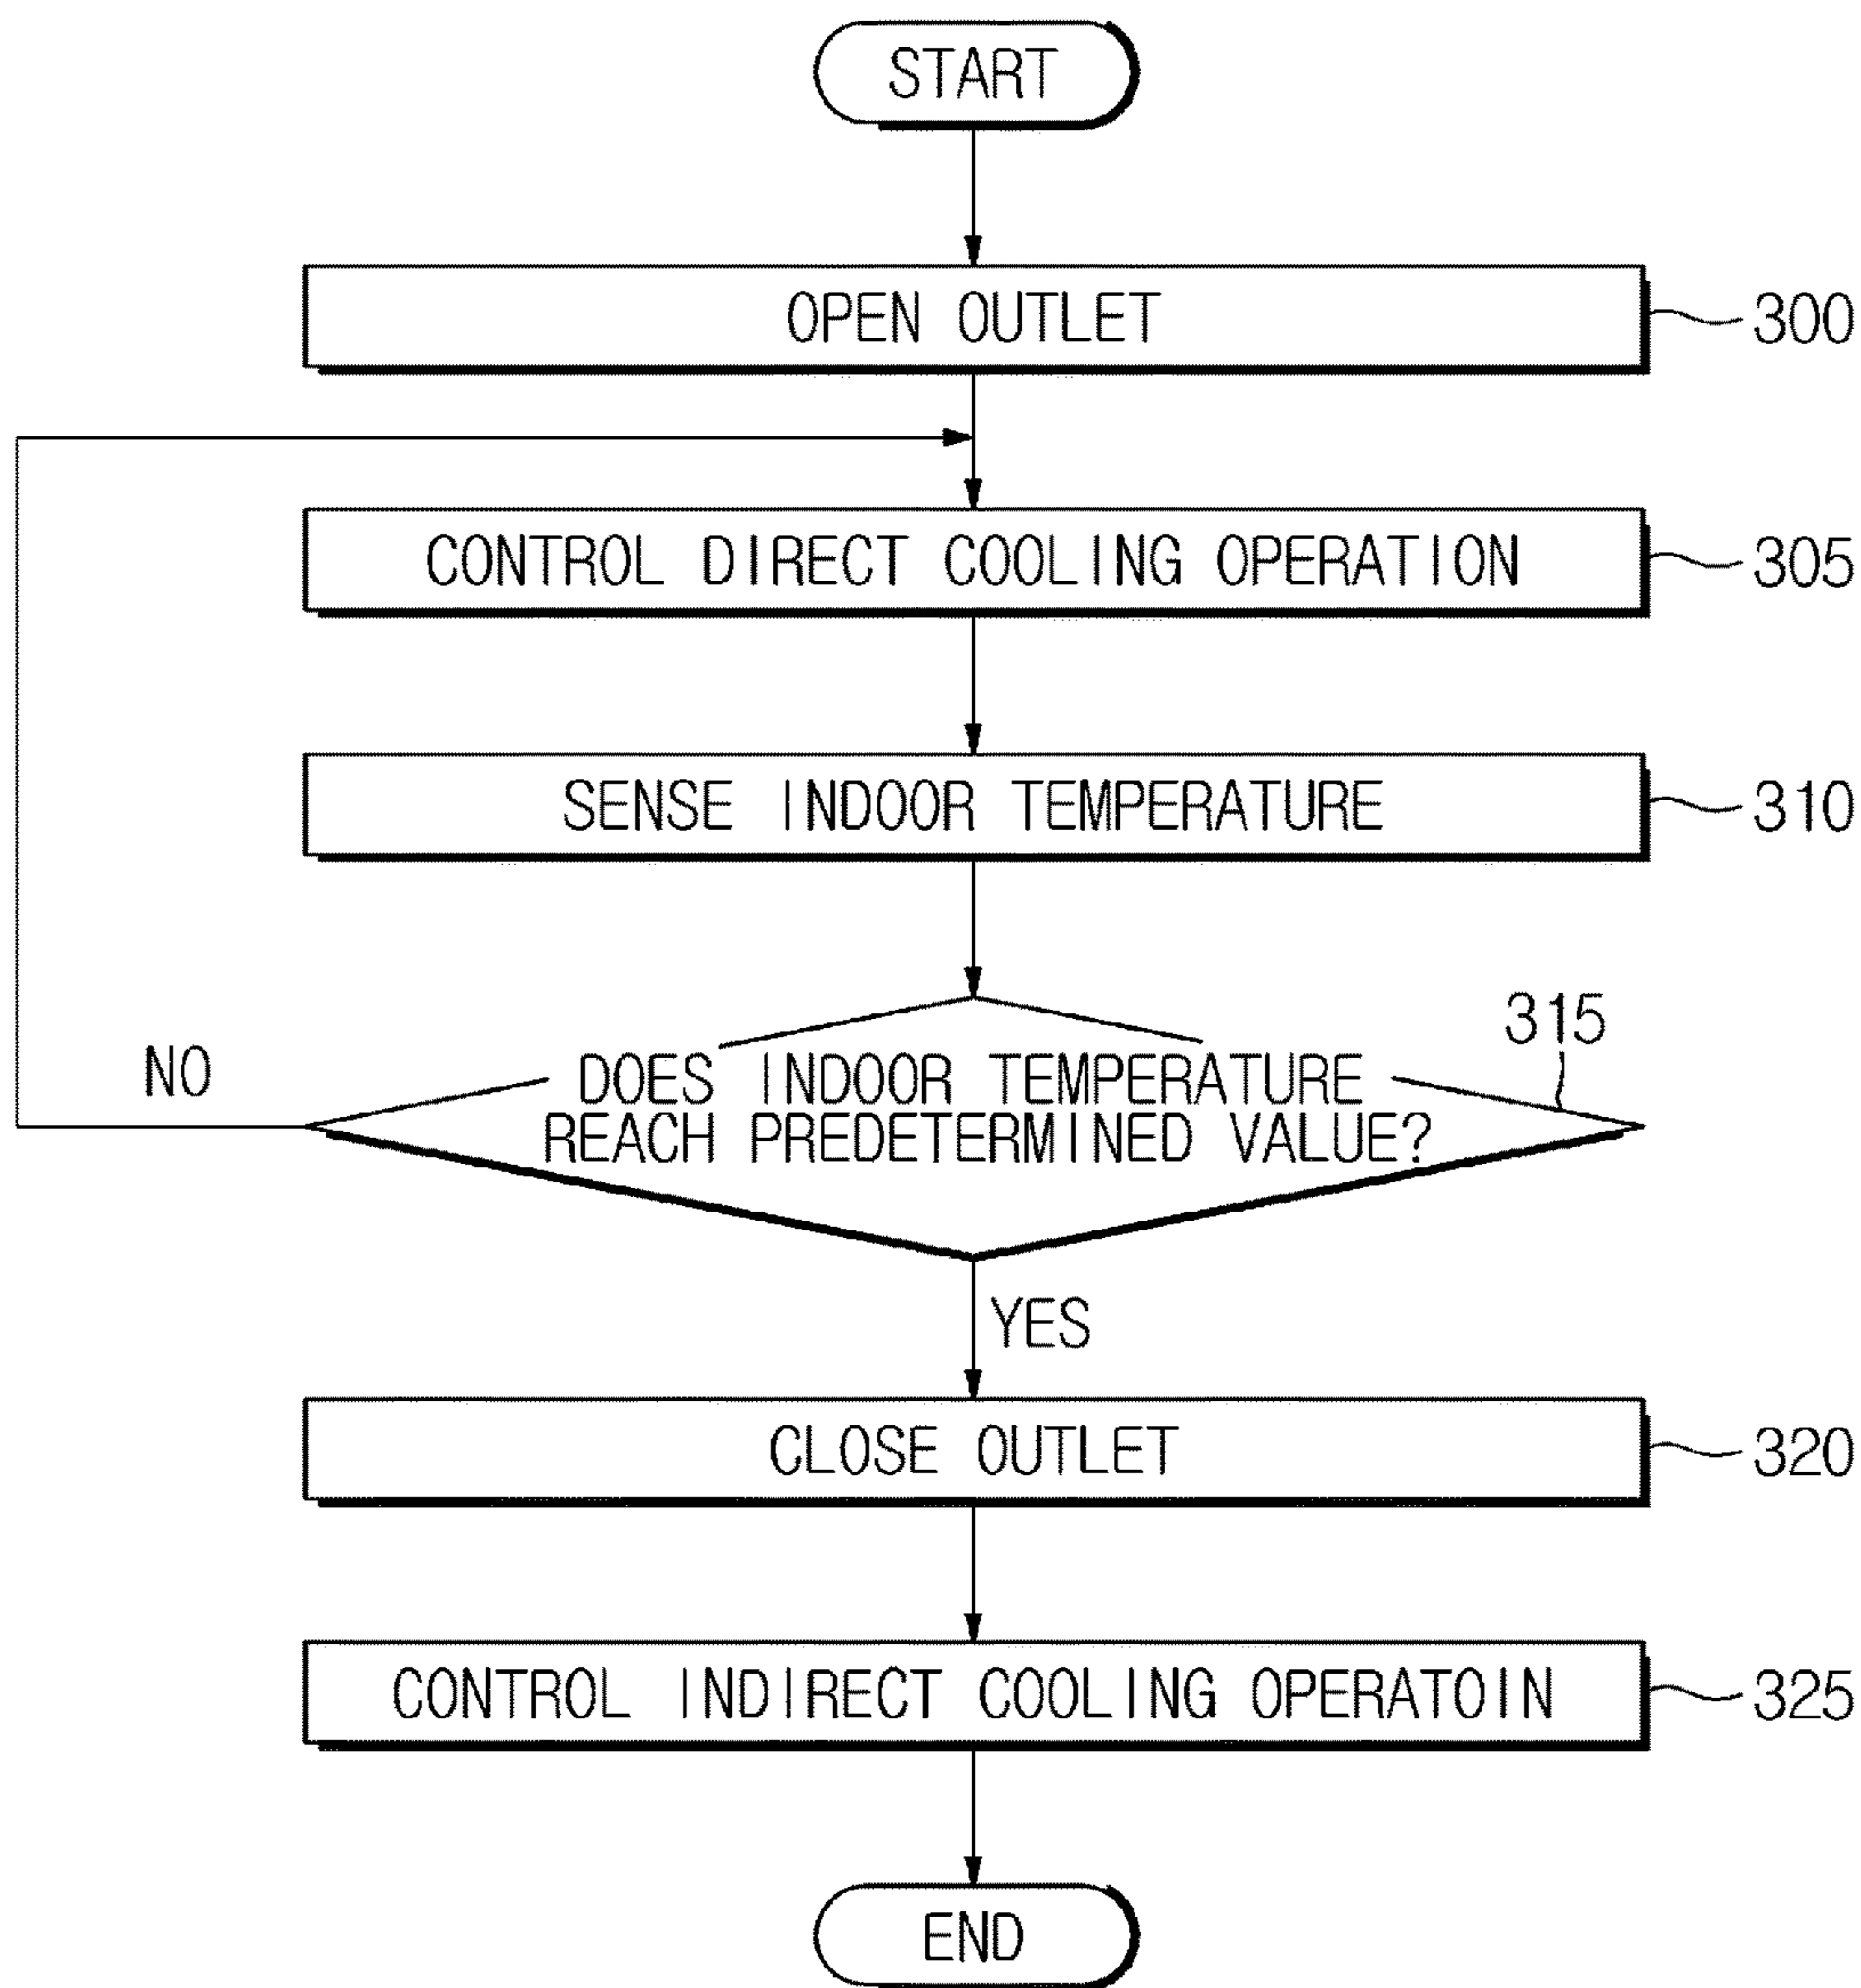 START
OPEN OUTLET
300
CONTROL DIRECT COOLING OPERATION
305
SENSE INDOOR TEMPERATURE
310
315
NO
DOES INDOOR TEMPERATURE
REACH PREDETERMINED VALUE?
YES
CLOSE OUTLET
320
CONTROL INDIRECT COOLING OPERATOIN
325
END